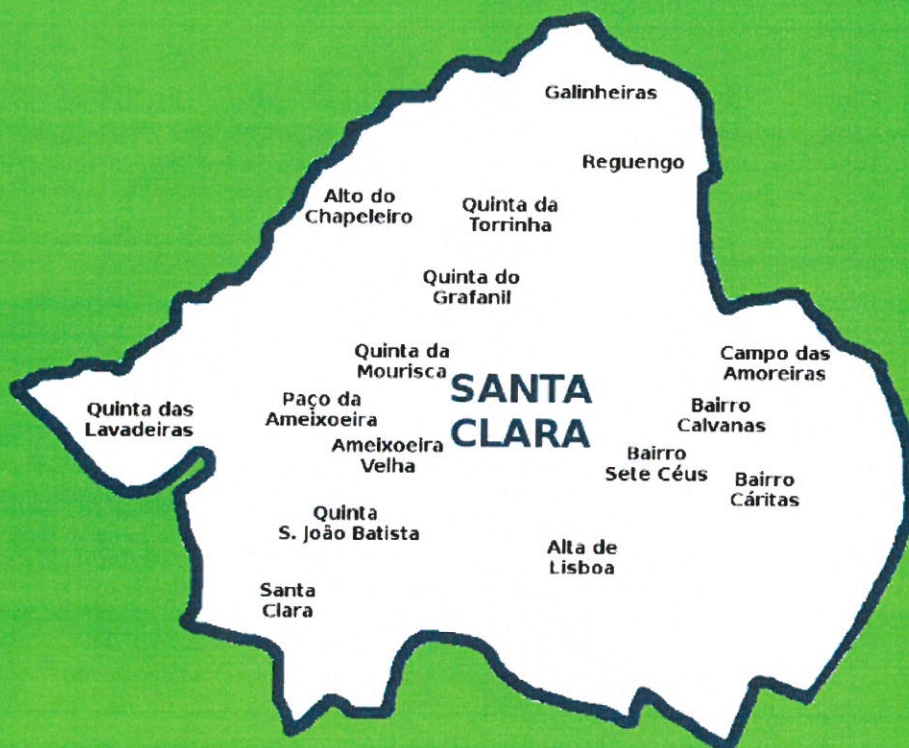 Galinheiras
Reguengo
Alto do
Chapeleiro
Quinta da
Torrinha
Quinta do
Grafanil
Quinta da
Mourisca
SANTA
CLARA
Campo das
Amoreiras
Quinta das
Lavadeiras
Paço da
Ameixoeira
Bairro
Calvanas
Ameixoeira
Velha
Bairro
Sete Céus
Bairro
Cáritas
Quinta
S. João Batista
Alta de
Lisboa
Santa
Clara